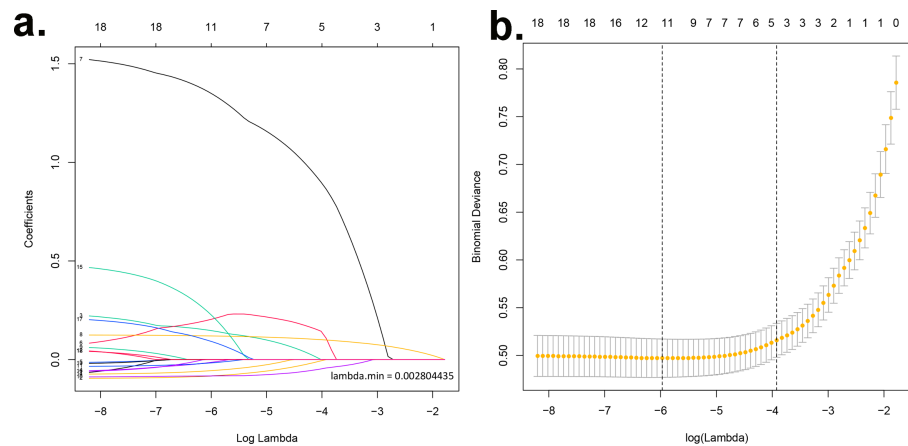 a.
18 18 11 7 5 3 1
Coefficients
1.5
1.0
0.5
0.0
7
15
3
17
8
lambda.min = 0.002804435
−8 −7 −6 −5 −4 −3 −2
Log Lambda
b.
18 18 18 16 12 11 9 7 7 7 5 3 3 3 2 1 1 0
Binomial Deviance
0.80
0.75
0.70
0.65
0.60
0.55
0.50
−8 −7 −6 −5 −4 −3 −2
log(Lambda)